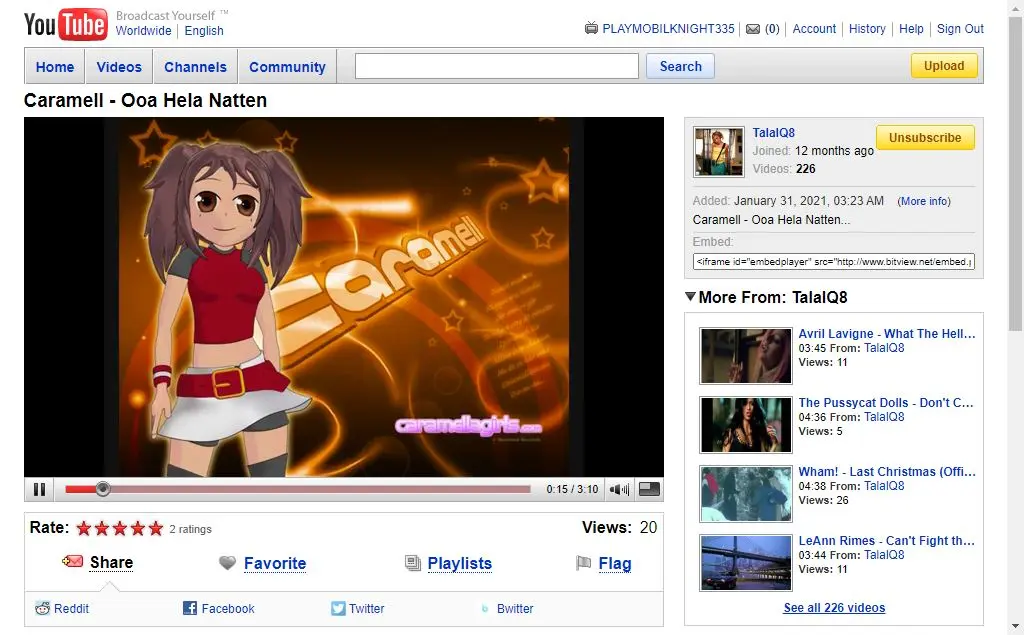 YouTube Broadcast Yourself ™
Worldwide | English
PLAYMOBILKNIGHT335 | (0) | Account | History | Help | Sign Out
Home Videos Channels Community Search Upload
Caramell - Ooa Hela Natten
Caramell
caramellagirls.com
0:15 / 3:10
Rate: 2 ratings Views: 20
Share Favorite Playlists Flag
Reddit Facebook Twitter Bwitter
TalalQ8
Unsubscribe
Joined: 12 months ago
Videos: 226
Added: January 31, 2021, 03:23 AM (More info)
Caramell - Ooa Hela Natten...
Embed:
<iframe id="embedplayer" src="http://www.bitview.net/embed.p
More From: TalalQ8
Avril Lavigne - What The Hell...
03:45 From: TalalQ8
Views: 11
The Pussycat Dolls - Don't C...
04:36 From: TalalQ8
Views: 5
Wham! - Last Christmas (Offi...
04:38 From: TalalQ8
Views: 26
LeAnn Rimes - Can't Fight th...
03:44 From: TalalQ8
Views: 11
See all 226 videos